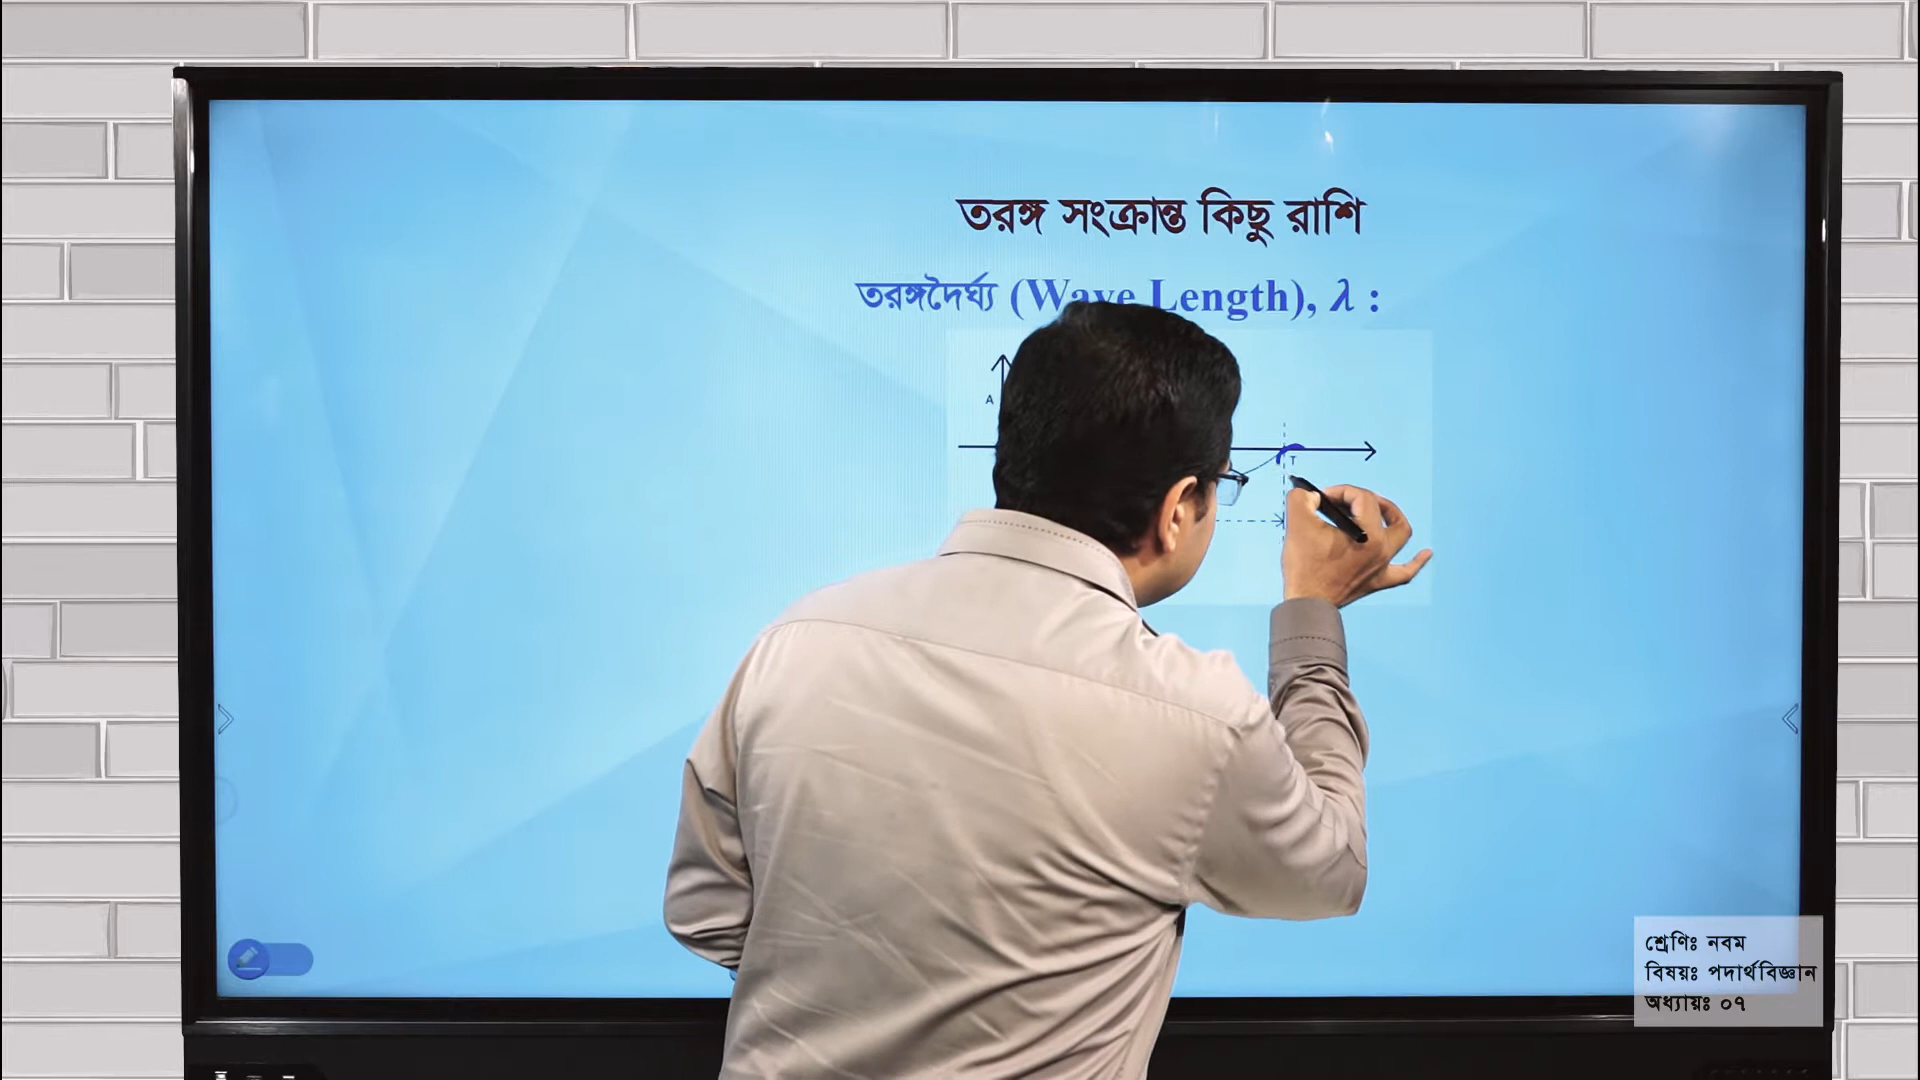 তরঙ্গ সংক্রান্ত কিছু রাশি
তরঙ্গদৈর্ঘ্য (Wave Length), λ :
A
T
শ্রেণিঃ নবম
বিষয়ঃ পদার্থবিজ্ঞান
অধ্যায়ঃ ০৭